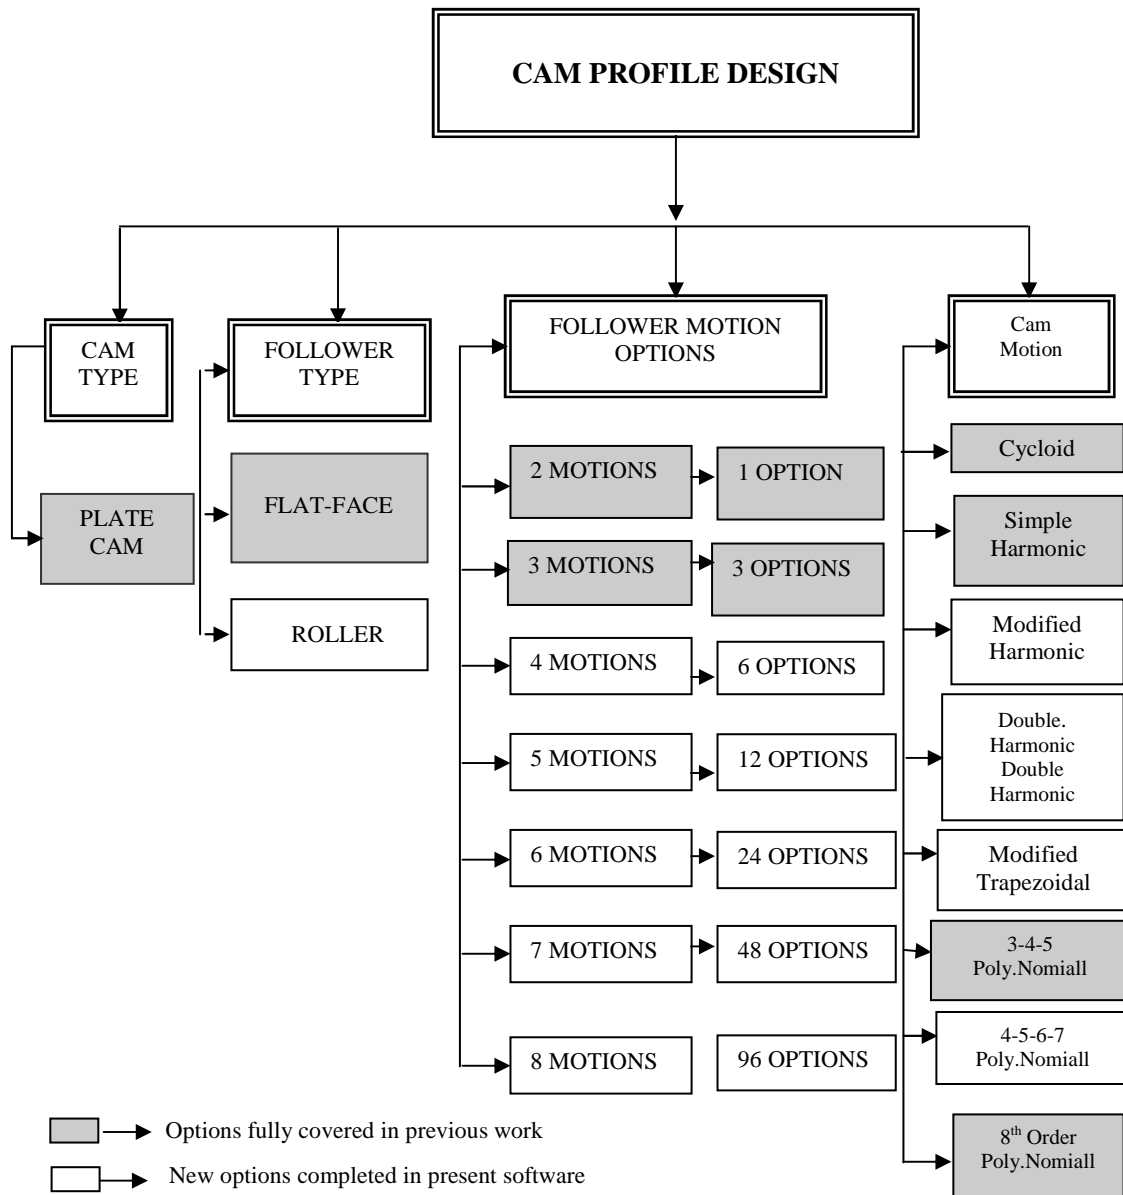 CAM PROFILE DESIGN
CAM
TYPE
PLATE
CAM
FOLLOWER
TYPE
FLAT-FACE
ROLLER
FOLLOWER MOTION
OPTIONS
2 MOTIONS
1 OPTION
3 MOTIONS
3 OPTIONS
4 MOTIONS
6 OPTIONS
5 MOTIONS
12 OPTIONS
6 MOTIONS
24 OPTIONS
7 MOTIONS
48 OPTIONS
8 MOTIONS
96 OPTIONS
Cam
Motion
Cycloid
Simple
Harmonic
Modified
Harmonic
Double.
Harmonic
Double
Harmonic
Modified
Trapezoidal
3-4-5
Poly.Nomiall
4-5-6-7
Poly.Nomiall
8th Order
Poly.Nomiall
Options fully covered in previous work
New options completed in present software